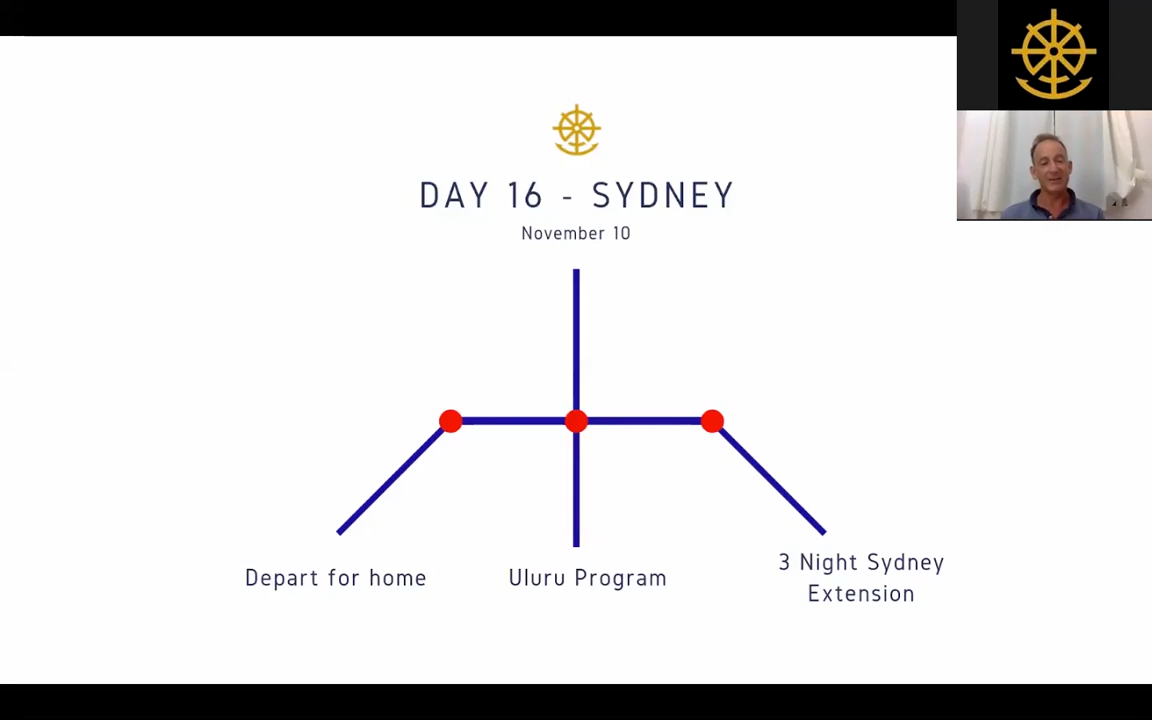 DAY 16 - SYDNEY
November 10
Depart for home
Uluru Program
3 Night Sydney
Extension